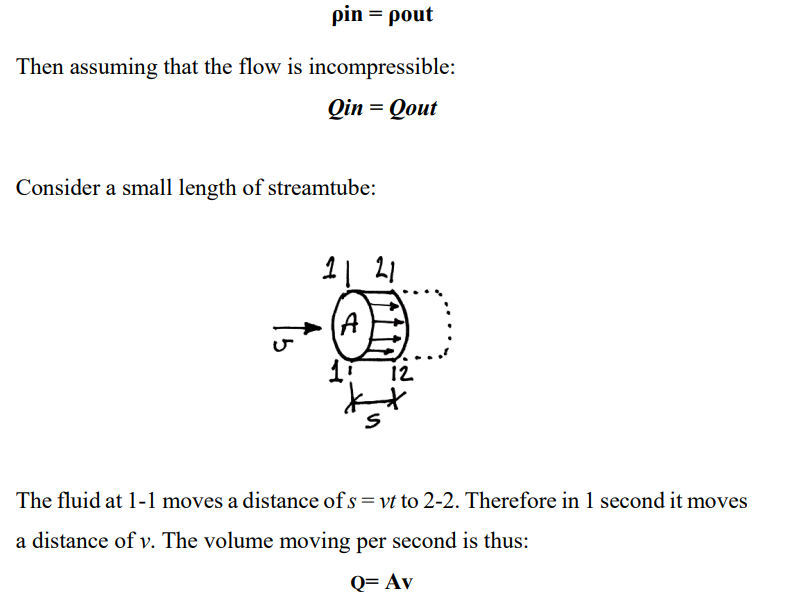 ρin = ρout
Then assuming that the flow is incompressible:
Qin = Qout
Consider a small length of streamtube:
1| 2|
A
v
1| |2
s
The fluid at 1-1 moves a distance of s = vt to 2-2. Therefore in 1 second it moves
a distance of v. The volume moving per second is thus:
Q= Av